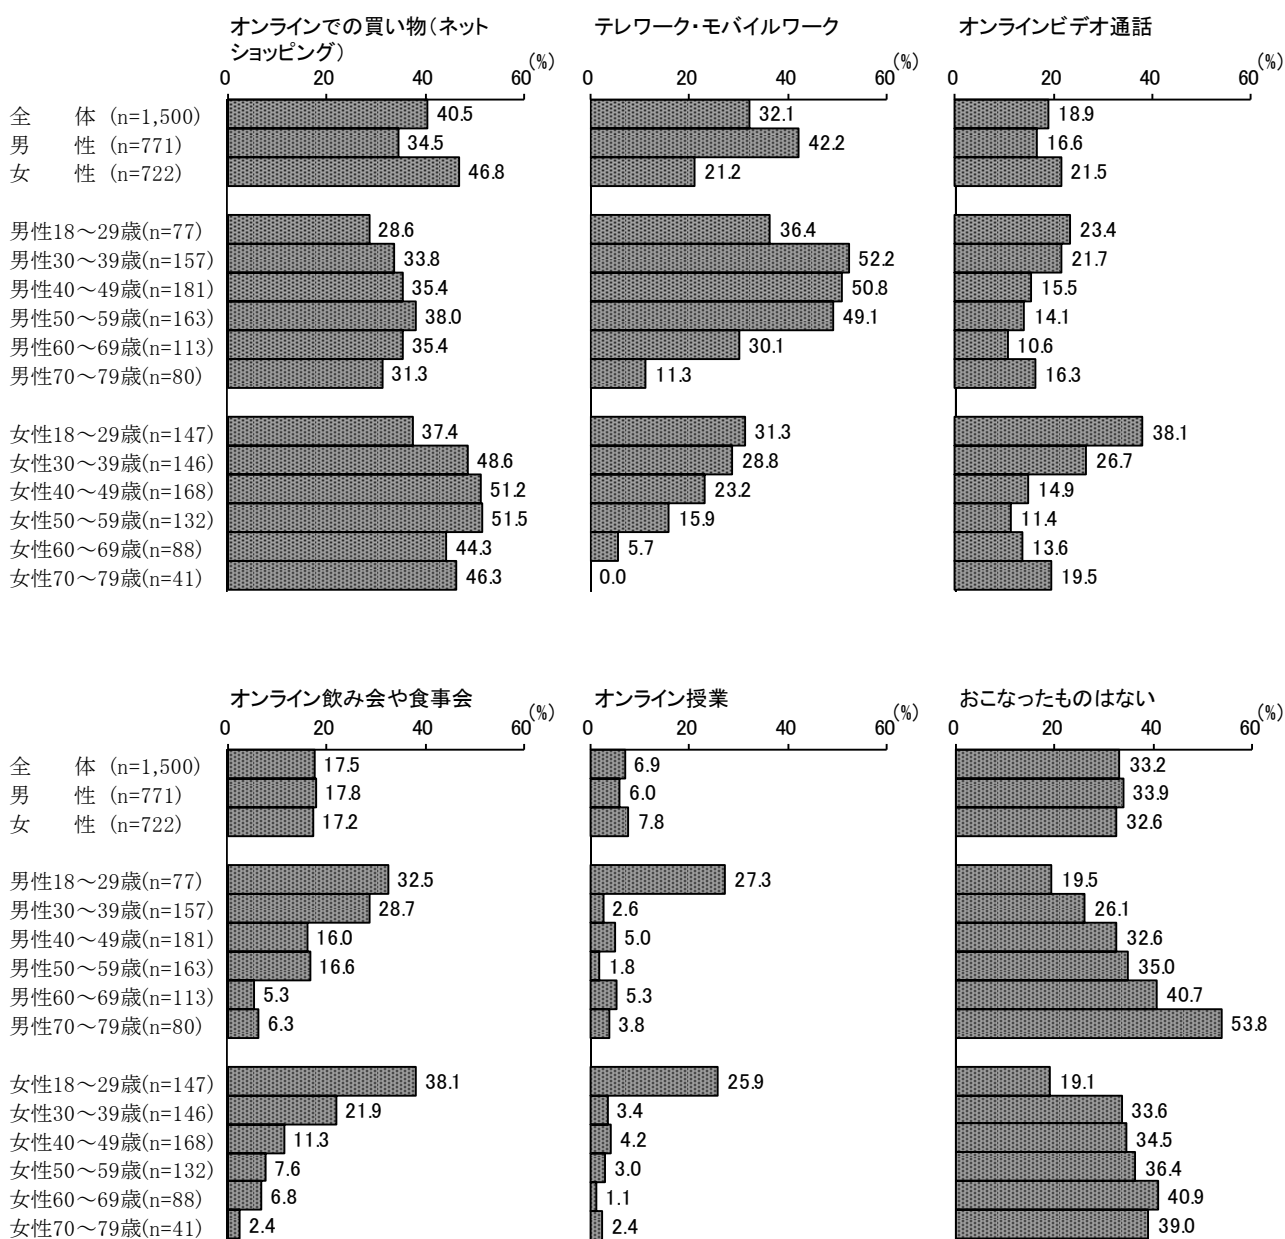 オンラインでの買い物(ネット
ショッピング)
テレワーク・モバイルワーク
オンラインビデオ通話
(%)
(%)
(%)
0 20 40 60
0 20 40 60
0 20 40 60
全 体 (n=1,500) 40.5 32.1 18.9
男 性 (n=771) 34.5 42.2 16.6
女 性 (n=722) 46.8 21.2 21.5
男性18～29歳(n=77) 28.6 36.4 23.4
男性30～39歳(n=157) 33.8 52.2 21.7
男性40～49歳(n=181) 35.4 50.8 15.5
男性50～59歳(n=163) 38.0 49.1 14.1
男性60～69歳(n=113) 35.4 30.1 10.6
男性70～79歳(n=80) 31.3 11.3 16.3
女性18～29歳(n=147) 37.4 31.3 38.1
女性30～39歳(n=146) 48.6 28.8 26.7
女性40～49歳(n=168) 51.2 23.2 14.9
女性50～59歳(n=132) 51.5 15.9 11.4
女性60～69歳(n=88) 44.3 5.7 13.6
女性70～79歳(n=41) 46.3 0.0 19.5
オンライン飲み会や食事会
オンライン授業
おこなったものはない
(%)
(%)
(%)
0 20 40 60
0 20 40 60
0 20 40 60
全 体 (n=1,500) 17.5 6.9 33.2
男 性 (n=771) 17.8 6.0 33.9
女 性 (n=722) 17.2 7.8 32.6
男性18～29歳(n=77) 32.5 27.3 19.5
男性30～39歳(n=157) 28.7 2.6 26.1
男性40～49歳(n=181) 16.0 5.0 32.6
男性50～59歳(n=163) 16.6 1.8 35.0
男性60～69歳(n=113) 5.3 5.3 40.7
男性70～79歳(n=80) 6.3 3.8 53.8
女性18～29歳(n=147) 38.1 25.9 19.1
女性30～39歳(n=146) 21.9 3.4 33.6
女性40～49歳(n=168) 11.3 4.2 34.5
女性50～59歳(n=132) 7.6 3.0 36.4
女性60～69歳(n=88) 6.8 1.1 40.9
女性70～79歳(n=41) 2.4 2.4 39.0